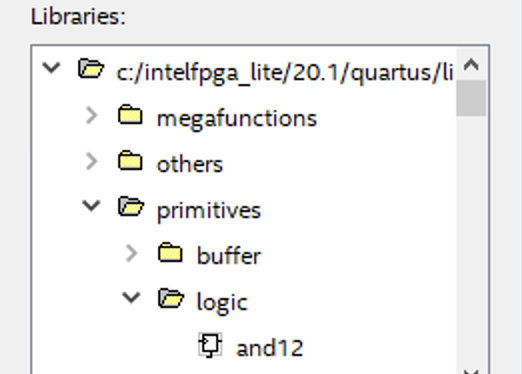 Libraries:
c:/intelfpga_lite/20.1/quartus/li
megafunctions
others
primitives
buffer
logic
and12